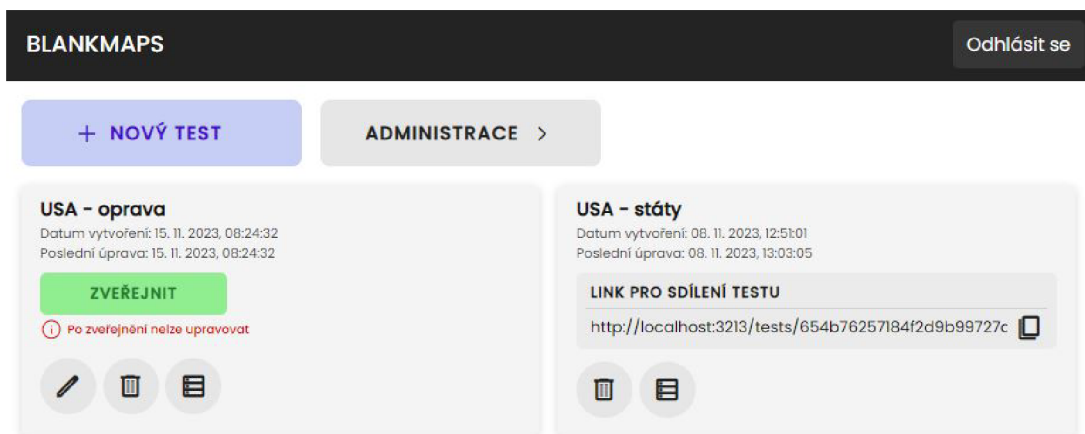 BLANKMAPS
Odhlásit se
+ NOVÝ TEST
ADMINISTRACE >
USA - oprava
Datum vytvoření: 15. 11. 2023, 08:24:32
Poslední úprava: 15. 11. 2023, 08:24:32
ZVEŘEJNIT
Po zveřejnění nelze upravovat
USA - státy
Datum vytvoření: 08. 11. 2023, 12:51:01
Poslední úprava: 08. 11. 2023, 13:03:05
LINK PRO SDÍLENÍ TESTU
http://localhost:3213/tests/654b76257184f2d9b99727c